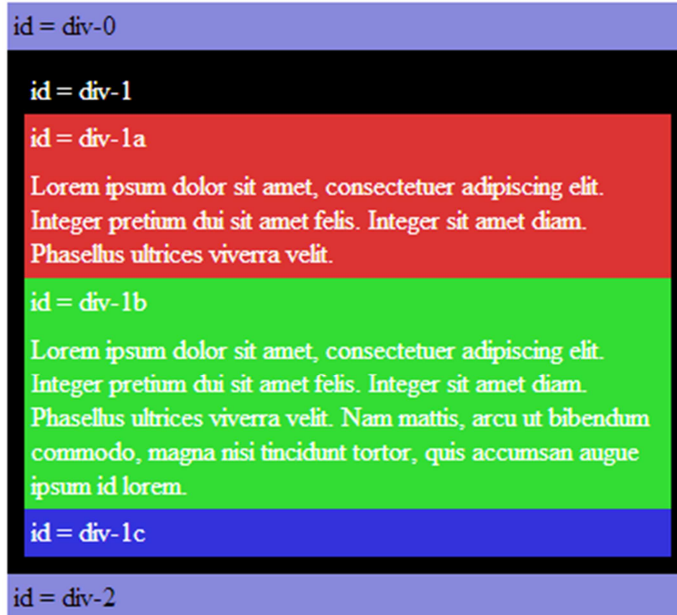 id = div-0
id = div-1
id = div-1a
Lorem ipsum dolor sit amet, consectetuer adipiscing elit.
Integer pretium dui sit amet felis. Integer sit amet diam.
Phasellus ultrices viverra velit.
id = div-1b
Lorem ipsum dolor sit amet, consectetuer adipiscing elit.
Integer pretium dui sit amet felis. Integer sit amet diam.
Phasellus ultrices viverra velit. Nam mattis, arcu ut bibendum
commodo, magna nisi tincidunt tortor, quis accumsan augue
ipsum id lorem.
id = div-1c
id = div-2